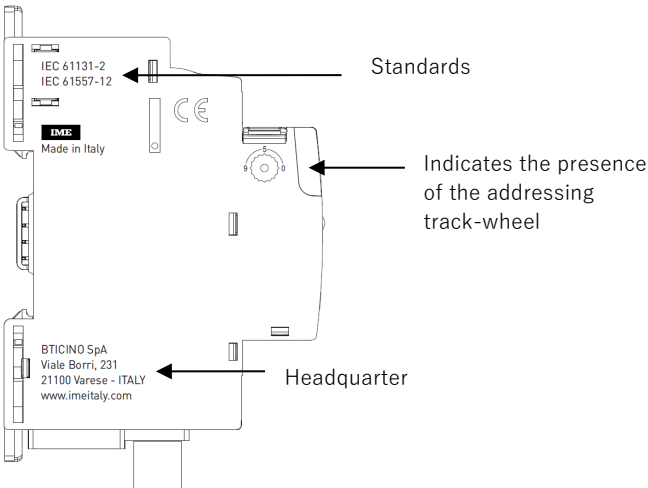 IEC 61131-2
IEC 61557-12
Standards
CE
IME
Made in Italy
5
9
0
Indicates the presence
of the addressing
track-wheel
BTICINO SpA
Viale Borri, 231
21100 Varese - ITALY
www.imeitaly.com
Headquarter